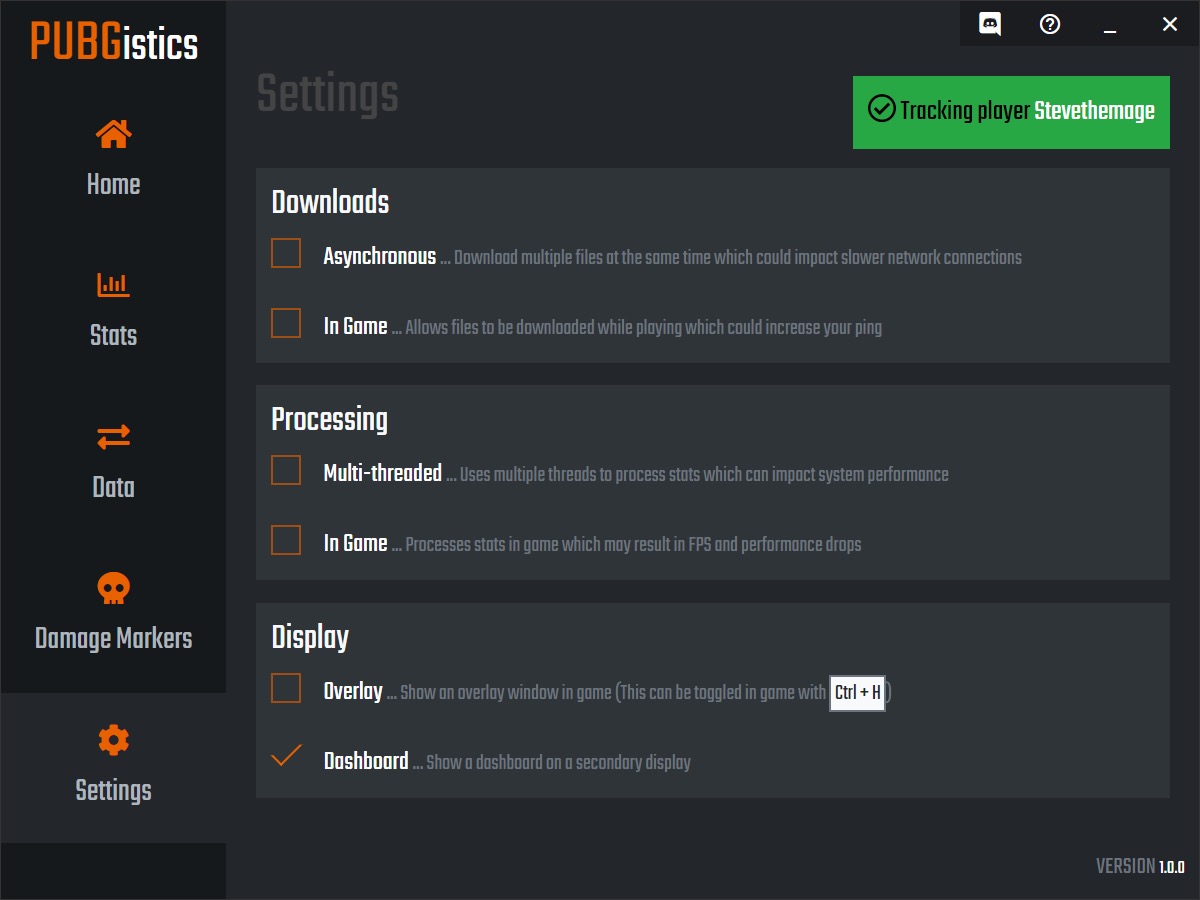 PUBGistics
Home
Stats
Data
Damage Markers
Settings
Settings
Tracking player Stevethemage
Downloads
Asynchronous ... Download multiple files at the same time which could impact slower network connections
In Game ... Allows files to be downloaded while playing which could increase your ping
Processing
Multi-threaded ... Uses multiple threads to process stats which can impact system performance
In Game ... Processes stats in game which may result in FPS and performance drops
Display
Overlay ... Show an overlay window in game (This can be toggled in game with Ctrl + H)
Dashboard ... Show a dashboard on a secondary display
VERSION 1.0.0